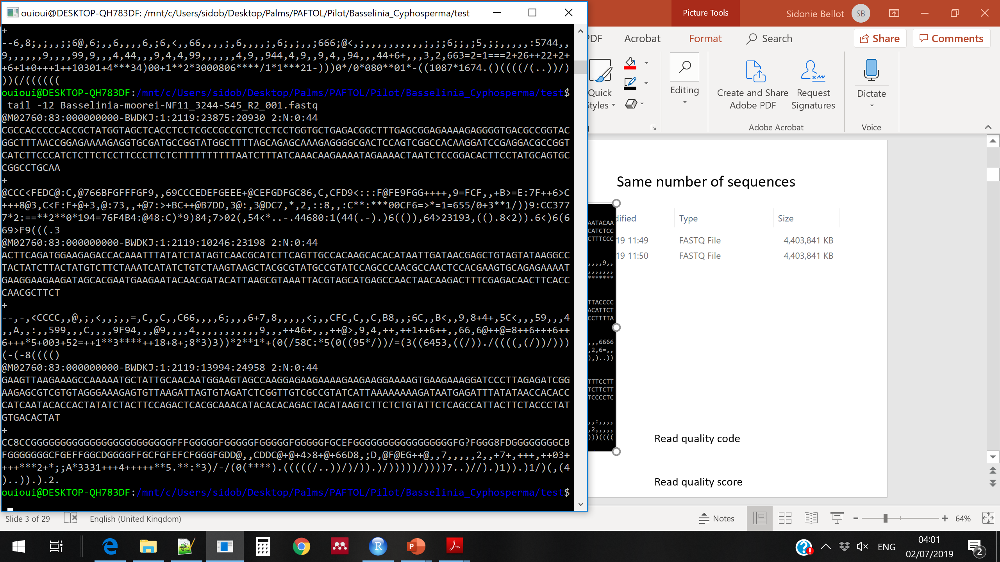 ouioui@DESKTOP-QH783DF: /mnt/c/Users/sidob/Desktop/Palms/PAFTOL/Pilot/Basselinia_Cyphosperma/test
+
--6,8;,;,,;;6@,6;,,6,,,,6,;6,<,,66,,,,;,6,,,,;,6;,;,,;666;@<,;,,,,,,,,,,;,;;6;;,;5,;;,,,,,:5744,,
9,,,,,,9,,,,99,9,,,4,44,,,9,4,4,99,,,,,,4,9,,944,4,9,,9,4,,94,,,44+6+,,,3,2,663=2=1===2+26++22+2+
+6+1+0+++1++10301+4***34)00+1**2*3000806****/1*1***21-)))0*/0*080**01*-((1087*1674.()((((/(..))/)
))(/((((((
ouioui@DESKTOP-QH783DF:/mnt/c/Users/sidob/Desktop/Palms/PAFTOL/Pilot/Basselinia_Cyphosperma/test$
tail -12 Basselinia-moorei-NF11_3244-S45_R2_001.fastq
@M02760:83:000000000-BWDKJ:1:2119:23875:20930 2:N:0:44
CGCCACCCCCACCGCTATGGTAGCTCACCTCCTCGCCGCCGTCTCCTCCTGGTGCTGAGACGGCTTTGAGCGGAGAAAAGAGGGGTGACGCCGGTAC
GGCTTTAACCGGAGAAAAGAGGTGCGATGCCGGTATGGCTTTTAGCAGAGCAAAGAGGGGCGACTCCAGTCGGCCACAAGGATCCGAGGACGCCGGT
CATCTTCCCATCTCTTCTCCTTCCCTTCTCTTTTTTTTTTAATCTTTATCAAACAAGAAAATAGAAAACTAATCTCCGGACACTTCCTATGCAGTGC
CGGCCTGCAA
+
@CCC<FEDC@:C,@766BFGFFFGF9,,69CCCEDEFGEEE+@CEFGDFGC86,C,CFD9<:::F@FE9FGG++++,9=FCF,,+B>=E:7F++6>C
+++8@3,C<F:F+@+3,@:73,,+@7:>+BC++@B7DD,3@:,3@DC7,*,2,::8,,:C**:***00CF6=>*=1=655/0+3**1/))9:CC377
7*2:==**2**0*194=76F4B4:@48:C)*9)84;7>02(,54<*..-.44680:1(44(.-).)6(()),64>23193,(().8<2)).6<)6(6
69>F9(((.3
@M02760:83:000000000-BWDKJ:1:2119:10246:23198 2:N:0:44
ACTTCAGATGGAAGAGACCACAAATTTATATCTATAGTCAACGCATCTTCAGTTGCCACAAGCACACATAATTGATAACGAGCTGTAGTATAAGGCC
TACTATCTTACTATGTCTTCTAAATCATATCTGTCTAAGTAAGCTACGCGTATGCCGTATCCAGCCCAACGCCAACTCCACGAAGTGCAGAGAAAAT
GAAGGAAGAAGATAGCACGAATGAAGAATACAACGATACATTAAGCGTAAATTACGTAGCATGAGCCAACTAACAAGACTTTCGAGACAACTTCACC
CAACGCTTCT
+
--,-,<CCCC,,@,;,<,,;,,=,C,,C,,C66,,,,6;,,,6+7,8,,,,,<;,,CFC,C,,C,B8,,;6C,,B<,,9,8+4+,5C<,,,59,,,4
,,A,,:,,599,,,C,,,,9F94,,,@9,,,,4,,,,,,,,,,,9,,,++46+,,,++@>,9,4,++,++1++6++,,66,6@++@=8++6+++6++
6+++*5+003+52=++1**3****++18+8+;8*3)3))*2**1*+(0(/58C:*5(0((95*/))/=(3((6453,((/))./((((,(/))/)))
(-(-8(((()
@M02760:83:000000000-BWDKJ:1:2119:13994:24958 2:N:0:44
GAAGTTAAGAAAGCCAAAAATGCTATTGCAACAATGGAAGTAGCCAAGGAGAAGAAAAGAAGAAGGAAAAGTGAAGAAAGGATCCCTTAGAGATCGG
AAGAGCGTCGTGTAGGGAAAGAGTGTTAAGATTAGTGTAGATCTCGGTTGTCGCCGTATCATTAAAAAAAAGATAATGAGATTTATATAACCACACC
CATCAATACACCACTATATCTACTTCCAGACTCACGCAAACATACACACAGACTACATAAGTCTTCTCTGTATTCTCAGCCATTACTTCTACCCTAT
GTGACACTAT
+
CC8CCGGGGGGGGGGGGGGGGGGGGGGGGFFFGGGGGFGGGGGFGGGGGFGGGGGFGCEFGGGGGGGGGGGGGGGGGFG?FGGG8FDGGGGGGGGCB
FGGGGGGGCFGEFFGGCDGGGGFFGCFGFEFCFGGGFGDD@,,CDDC@+@+4>8+@+66D8,;D,@F@EG++@,,7,,,,,2,,+7+,+++,++03+
+++***2+*;;A*3331+++4+++++**5.**:*3)/-/(0(****).(((((/..))/)/)).)/)))))/))))7..)//).)1)).)1/)(,(4
)..)).).2.
ouioui@DESKTOP-QH783DF:/mnt/c/Users/sidob/Desktop/Palms/PAFTOL/Pilot/Basselinia_Cyphosperma/test$
Picture Tools
Sidonie Bellot
SB
PDF
Acrobat
Format
Search
Share
Comments
Quick
Styles
Editing
Create and Share
Adobe PDF
Request
Signatures
Dictate
Adobe Acrobat
Voice
Same number of sequences
dified
Type
Size
19 11:49
FASTQ File
4,403,841 KB
19 11:50
FASTQ File
4,403,841 KB
AATACAA
CATCTCC
CTTTCCC
,,,,9,,
,,,,,,,
*******
TTACCCC
ACATTCT
CCTTTTA
,,,6666
,2,6=,,
),)..))
TTTCCTT
TCTTCTT
TCCCCTC
,,:,,,,
,2,,,,,
)))((((
Read quality code
Read quality score
Slide 3 of 29
English (United Kingdom)
Notes
64%
ENG
04:01
02/07/2019
2